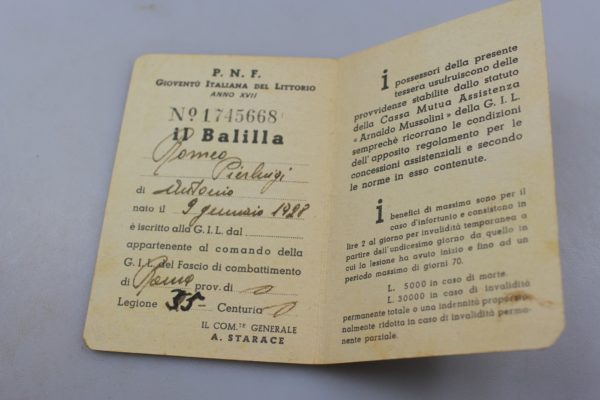 P. N. F.
GIOVENTÙ ITALIANA DEL LITTORIO
ANNO XVII
No 1745668
il Balilla
Romeo
Pierluigi
di Antonio
nato il 9 gennaio 1928
è iscritto alla G.I.L. dal
appartenente al comando della
G.I.L. del Fascio di combattimento
di Roma prov. di
Legione 35 - Centuria
IL COM.TE GENERALE
A. STARACE
i possessori della presente
tessera usufruiscono delle
provvidenze stabilite dallo statuto
della Cassa Mutua Assistenza
« Arnaldo Mussolini » della G. I. L.
semprechè ricorrano le condizioni
dell'apposito regolamento per le
concessioni assistenziali e secondo
le norme in esso contenute.
i benefici di massima sono per il
caso d'infortunio e consistono in
lire 2 al giorno per invalidità temporanea a
partire dall'undicesimo giorno da quello in
cui la lesione ha avuto inizio e fino ad un
periodo massimo di giorni 70.
L. 5000 in caso di morte.
L. 30000 in caso di invalidità
permanente totale o una indennità proporzio-
nalmente ridotta in caso di invalidità perma-
nente parziale.